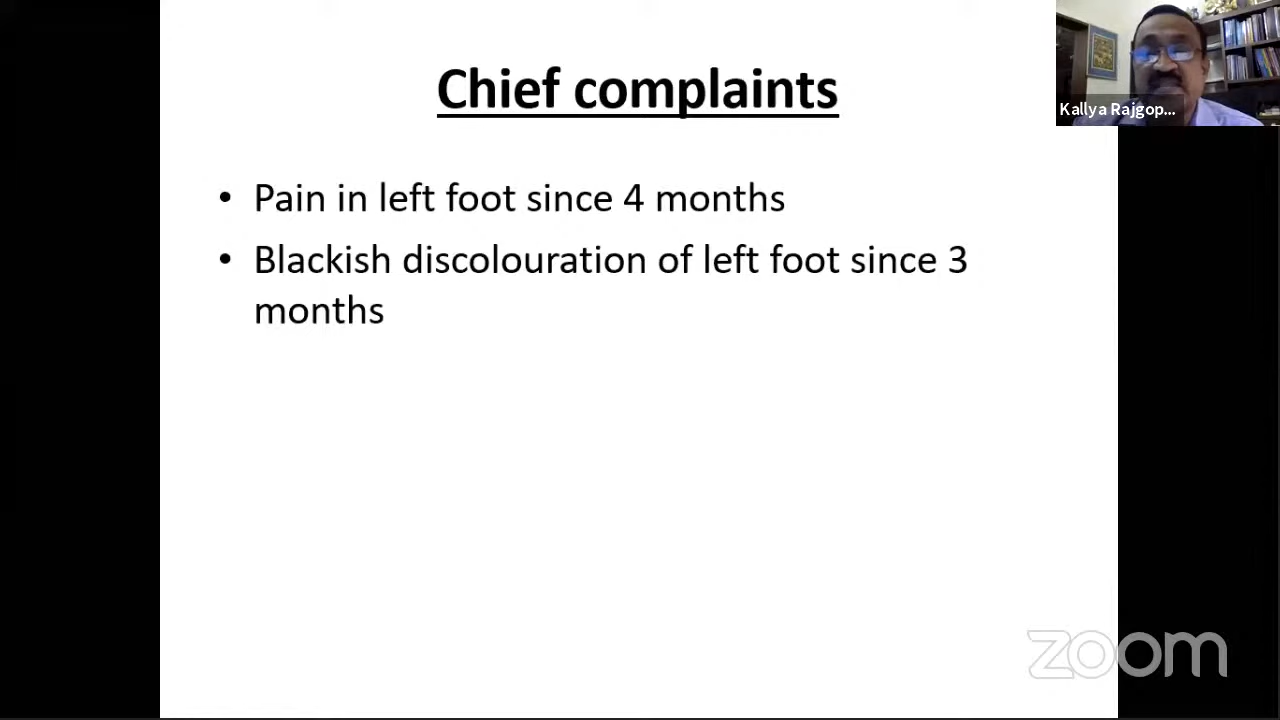 Chief complaints
Kallya Rajgop...
• Pain in left foot since 4 months
• Blackish discolouration of left foot since 3
months
zoom